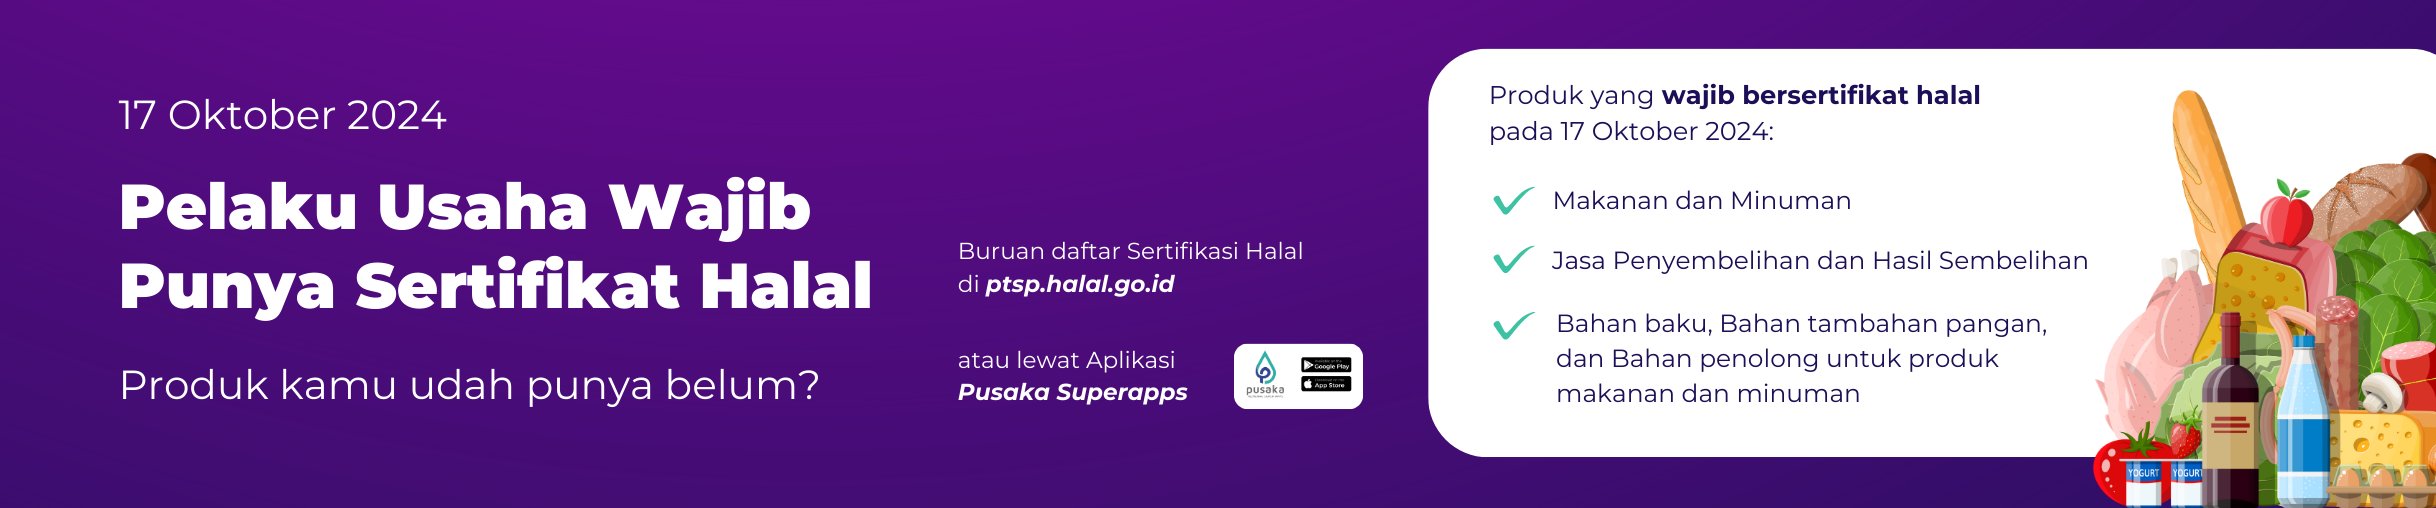 17 Oktober 2024
Pelaku Usaha Wajib
Punya Sertifikat Halal
Produk kamu udah punya belum?
Buruan daftar Sertifikasi Halal
di ptsp.halal.go.id
atau lewat Aplikasi
Pusaka Superapps
pusaka
Google Play
App Store
Produk yang wajib bersertifikat halal
pada 17 Oktober 2024:
Makanan dan Minuman
Jasa Penyembelihan dan Hasil Sembelihan
Bahan baku, Bahan tambahan pangan,
dan Bahan penolong untuk produk
makanan dan minuman
YOGURT
YOGURT